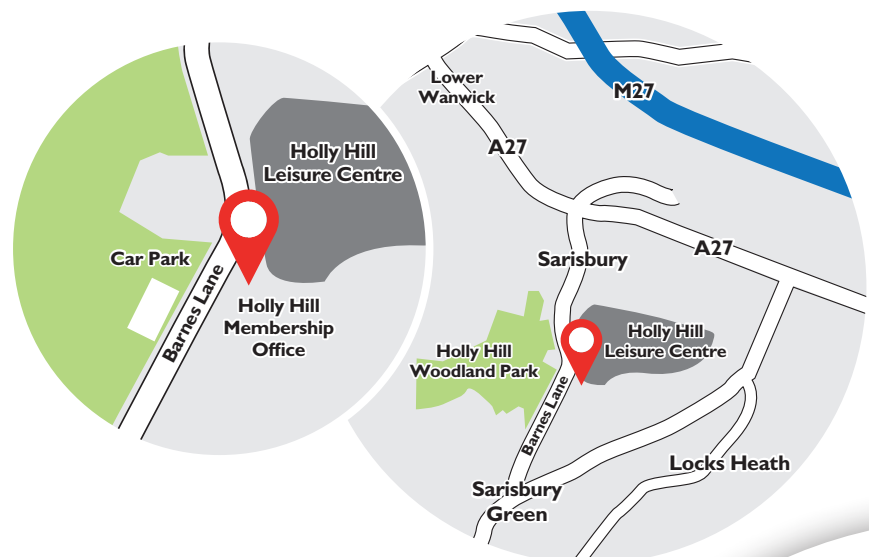 Holly Hill
Leisure Centre
Car Park
Barnes Lane
Holly Hill
Membership
Office
Lower
Wanwick
M27
A27
A27
Sarisbury
Holly Hill
Woodland Park
Holly Hill
Leisure Centre
Barnes Lane
Locks Heath
Sarisbury
Green